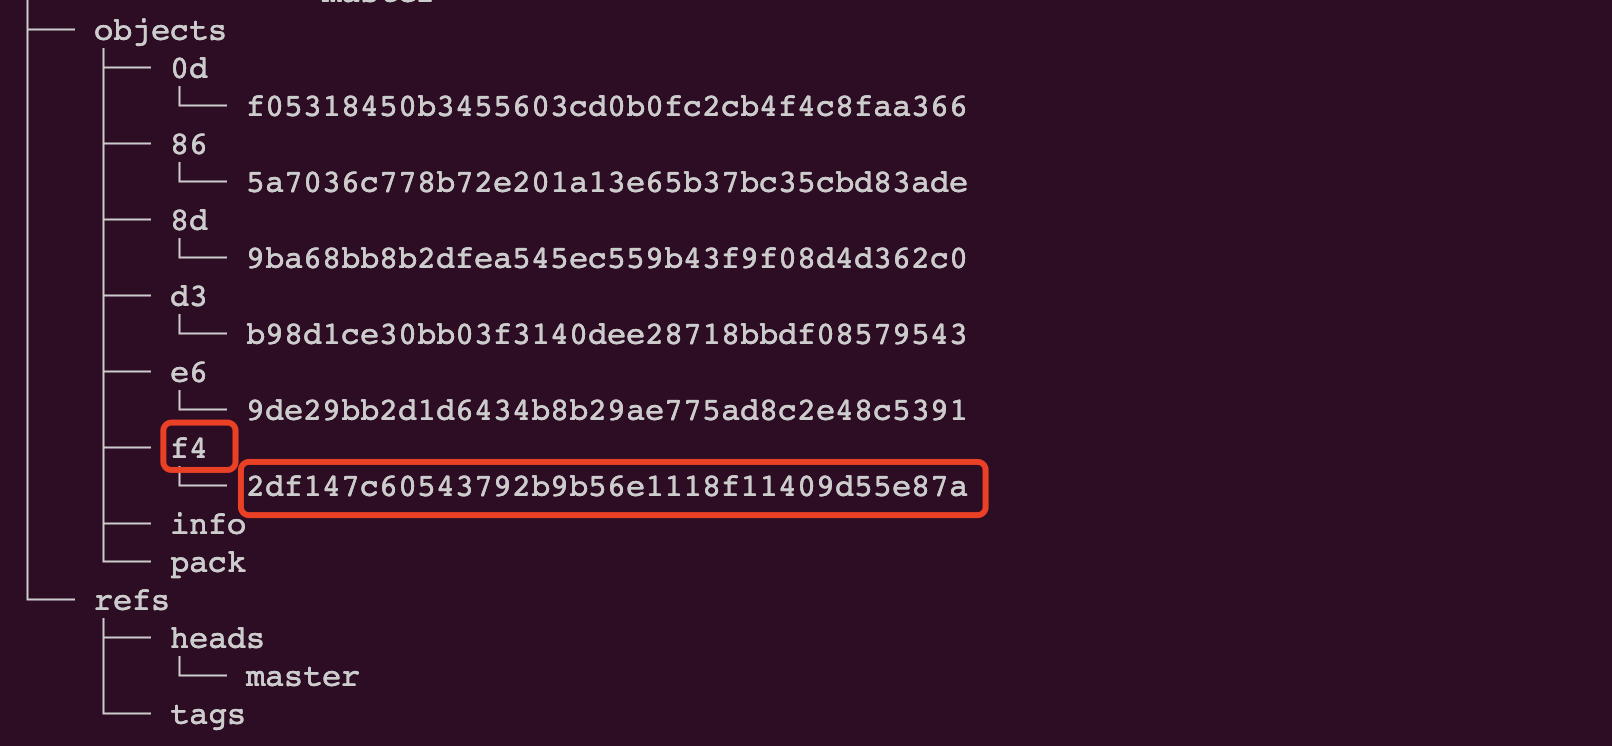 objects
0d
f05318450b3455603cd0b0fc2cb4f4c8faa366
86
5a7036c778b72e201a13e65b37bc35cbd83ade
8d
9ba68bb8b2dfea545ec559b43f9f08d4d362c0
d3
b98d1ce30bb03f3140dee28718bbdf08579543
e6
9de29bb2d1d6434b8b29ae775ad8c2e48c5391
f4
2df147c60543792b9b56e1118f11409d55e87a
info
pack
refs
heads
master
tags